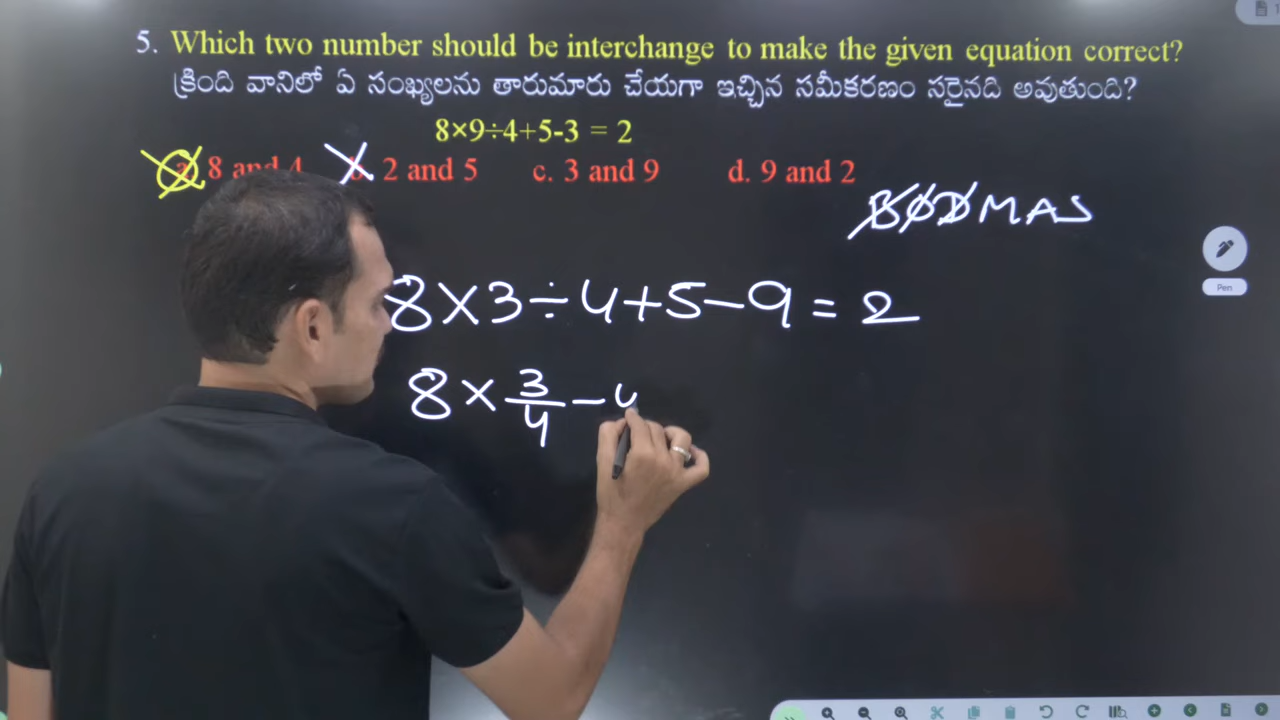 5. Which two number should be interchange to make the given equation correct?
క్రింది వానిలో ఏ సంఖ్యలను తారుమారు చేయగా ఇచ్చిన సమీకరణం సరైనది అవుతుంది?
8×9÷4+5-3 = 2
8 and 4 2 and 5 c. 3 and 9 d. 9 and 2
BODMAS
8×3÷4+5-9=2
8×3/4-4
Pen